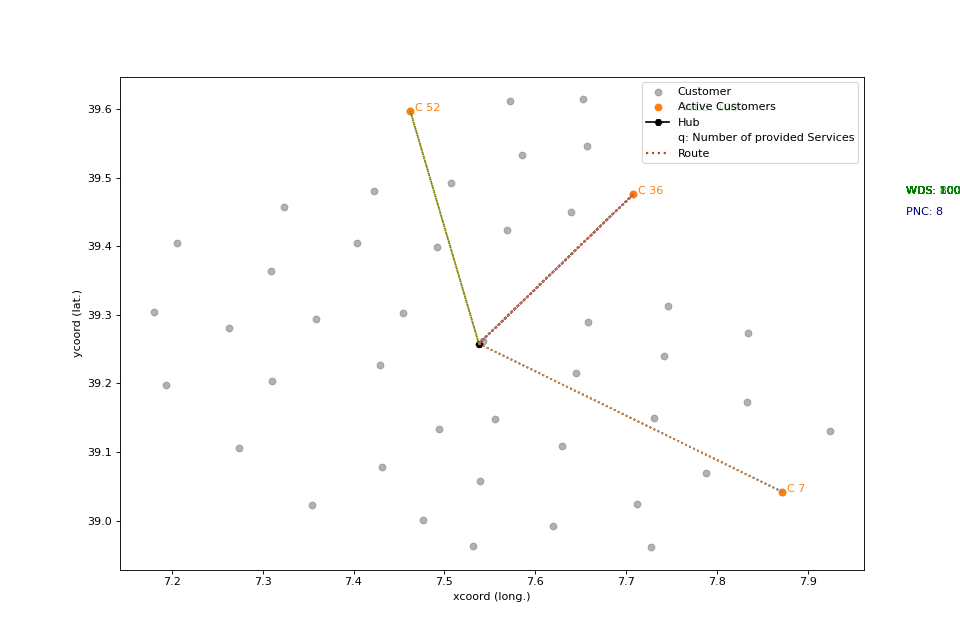 Customer
Active Customers
Hub
q: Number of provided Services
Route
C 52
C 36
C 7
PNC: 8
39.6
39.5
39.4
39.3
39.2
39.1
39.0
ycoord (lat.)
7.2
7.3
7.4
7.5
7.6
7.7
7.8
7.9
xcoord (long.)